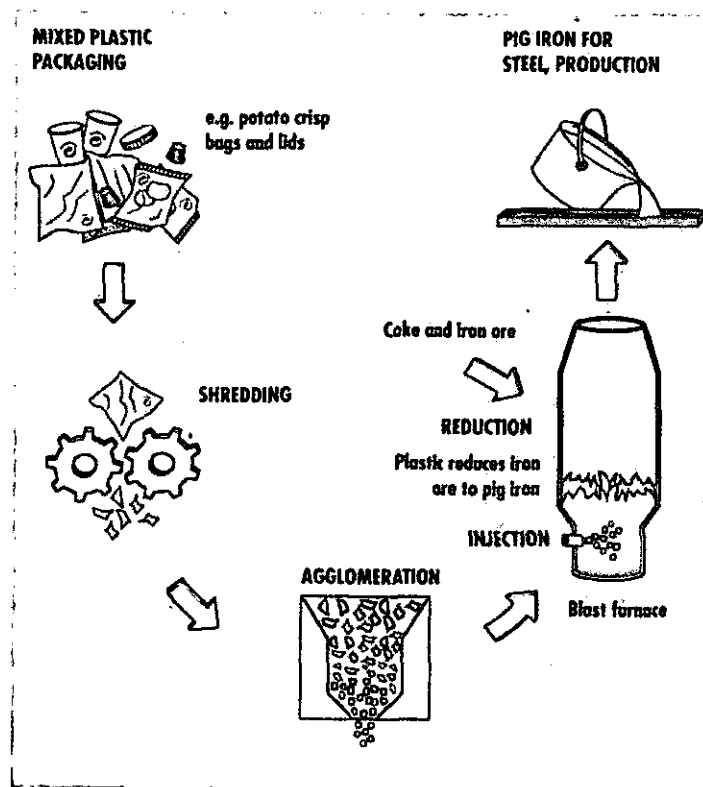 MIXED PLASTIC
PACKAGING
e.g. potato crisp
bags and lids
SHREDDING
AGGLOMERATION
PIG IRON FOR
STEEL, PRODUCTION
Coke and iron ore
REDUCTION
Plastic reduces iron
ore to pig iron
INJECTION
Blast furnace